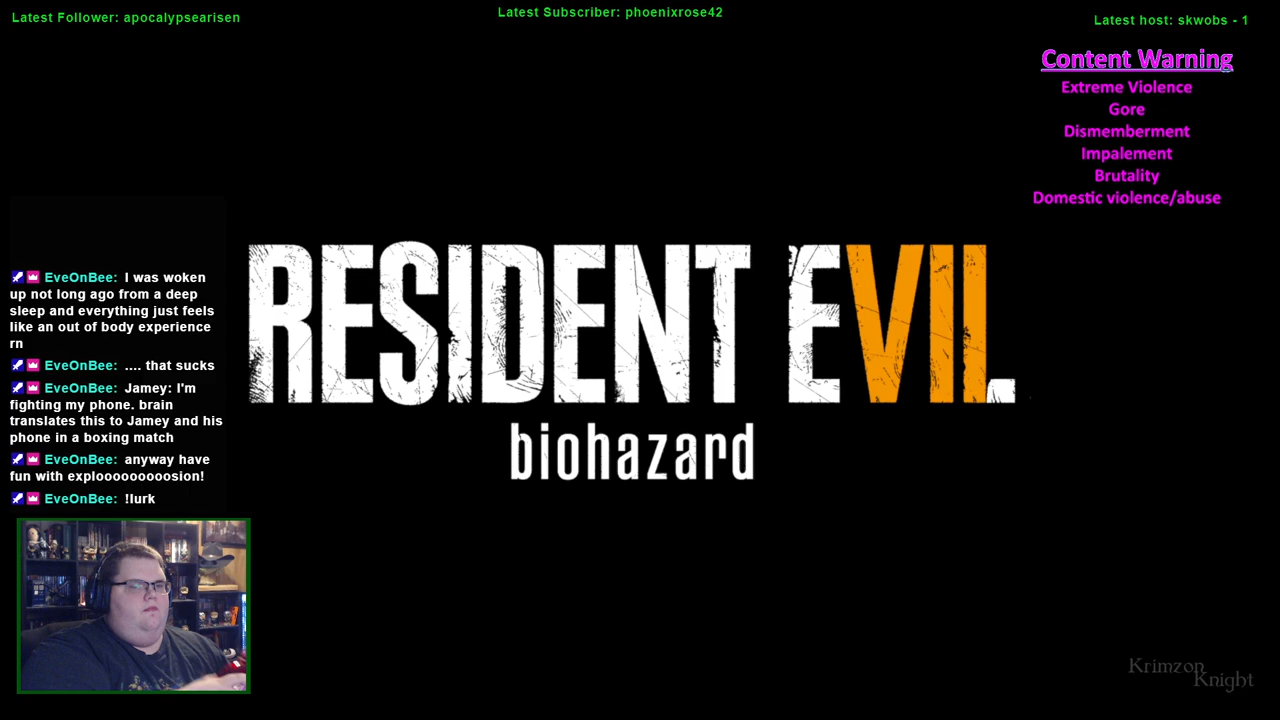 Latest Follower: apocalypsearisen
Latest Subscriber: phoenixrose42
Latest host: skwobs - 1
Content Warning
Extreme Violence
Gore
Dismemberment
Impalement
Brutality
Domestic violence/abuse
RESIDENT EVIL
biohazard
EveOnBee: I was woken
up not long ago from a deep
sleep and everything just feels
like an out of body experience
rn
EveOnBee: .... that sucks
EveOnBee: Jamey: I'm
fighting my phone. brain
translates this to Jamey and his
phone in a boxing match
EveOnBee: anyway have
fun with exploooooooosion!
EveOnBee: !lurk
Krimzon
Knight